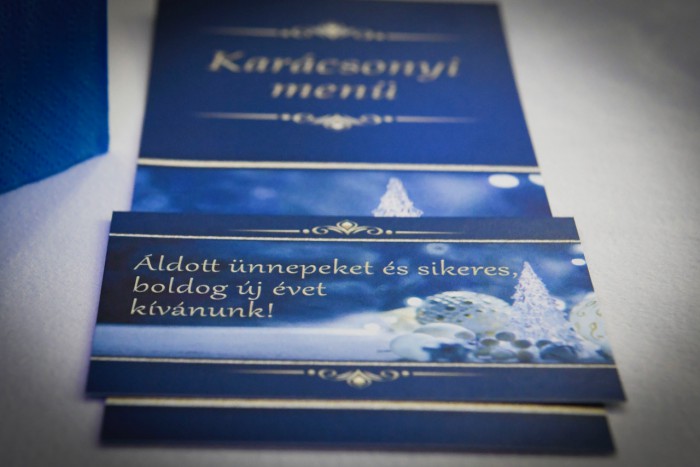 Karácsonyi
menü
Áldott ünnepeket és sikeres,
boldog új évet
kívánunk!